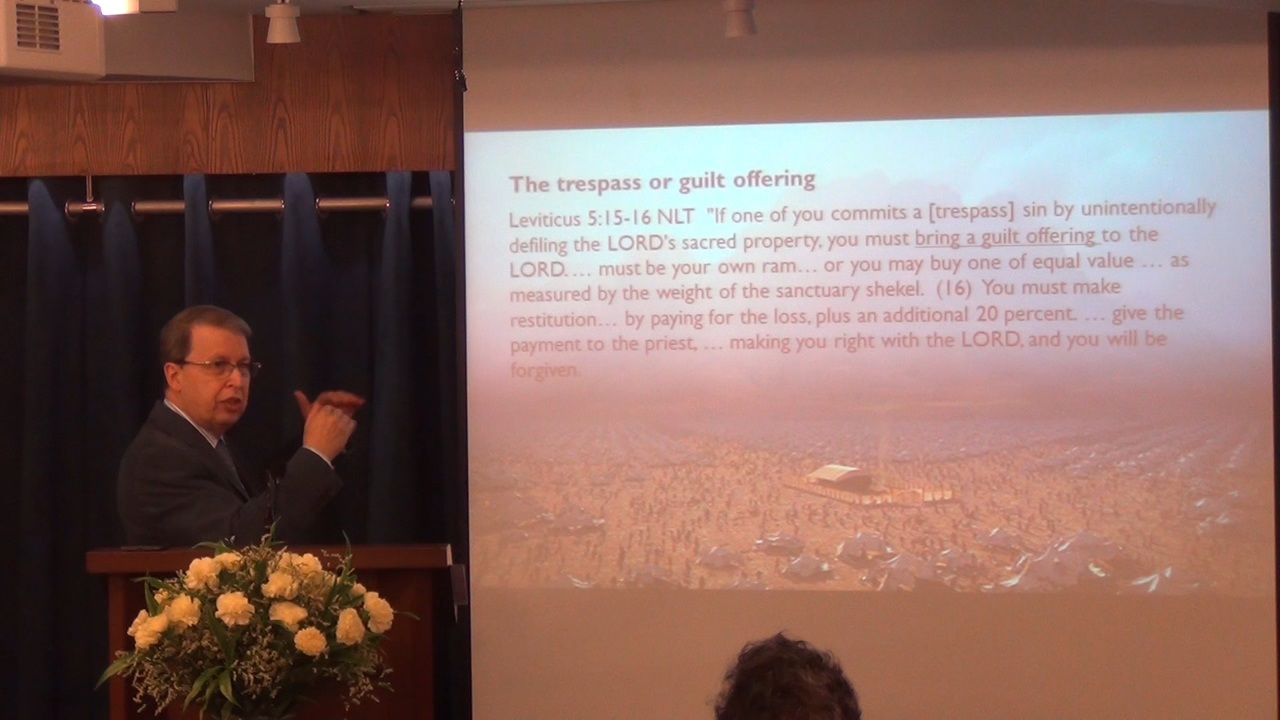 The trespass or guilt offering
Leviticus 5:15-16 NLT "If one of you commits a [trespass] sin by unintentionally
defiling the LORD's sacred property, you must bring a guilt offering to the
LORD. … must be your own ram… or you may buy one of equal value … as
measured by the weight of the sanctuary shekel. (16) You must make
restitution… by paying for the loss, plus an additional 20 percent. … give the
payment to the priest, … making you right with the LORD, and you will be
forgiven.